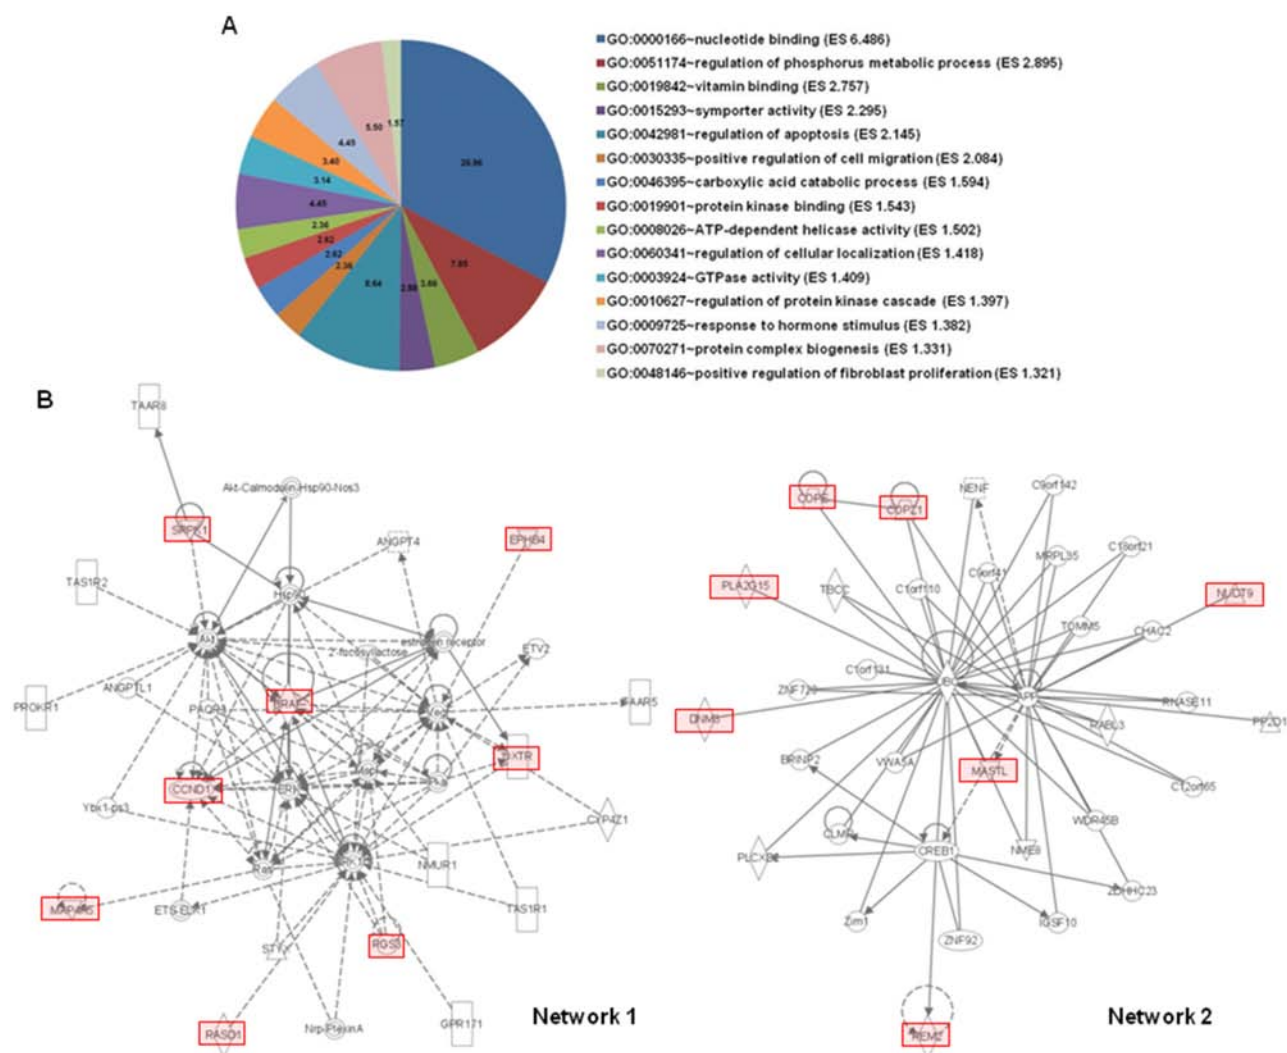 A
GO:0000166~nucleotide binding (ES 6.486)
GO:0051174~regulation of phosphorus metabolic process (ES 2.895)
GO:0019842~vitamin binding (ES 2.757)
GO:0015293~symporter activity (ES 2.295)
GO:0042981~regulation of apoptosis (ES 2.145)
GO:0030335~positive regulation of cell migration (ES 2.084)
GO:0046395~carboxylic acid catabolic process (ES 1.594)
GO:0019901~protein kinase binding (ES 1.543)
GO:0008026~ATP-dependent helicase activity (ES 1.502)
GO:0060341~regulation of cellular localization (ES 1.418)
GO:0003924~GTPase activity (ES 1.409)
GO:0010627~regulation of protein kinase cascade (ES 1.397)
GO:0009725~response to hormone stimulus (ES 1.382)
GO:0070271~protein complex biogenesis (ES 1.331)
GO:0048146~positive regulation of fibroblast proliferation (ES 1.321)
1.57
5.50
4.45
3.40
3.14
4.45
2.36
2.62
2.62
2.36
8.64
7.85
B
TAAR8
Akt-Calmodulin-Hsp90-Nos3
SRPK1
ANGPT4
EPHB4
TAS1R2
Hsp90
Akt
estrogen receptor
2'-fucosyllactose
ETV2
ANGPTL1
PROKR1
TAAR5
OXTR
CCND1
ERK
Ybx1-ps3
CYP4Z1
Ras
NMUR1
ETS-ELK1
TAS1R1
STYX
RGS3
RASD1
Nrp-PlexinA
GPR171
Network 1
COPE
COPZ1
NENF
C9orf142
C18orf21
MRPL35
C9orf41
C1orf110
PLA2G15
TBCC
NUDT9
TOMM5
CHAC2
C1orf131
UBC
APP
RNASE11
DNM3
RABL3
BRINP2
VWA5A
MASTL
C12orf65
WDR45B
CREB1
NME8
ZDHHC23
Zim1
IGSF10
ZNF92
REM2
Network 2